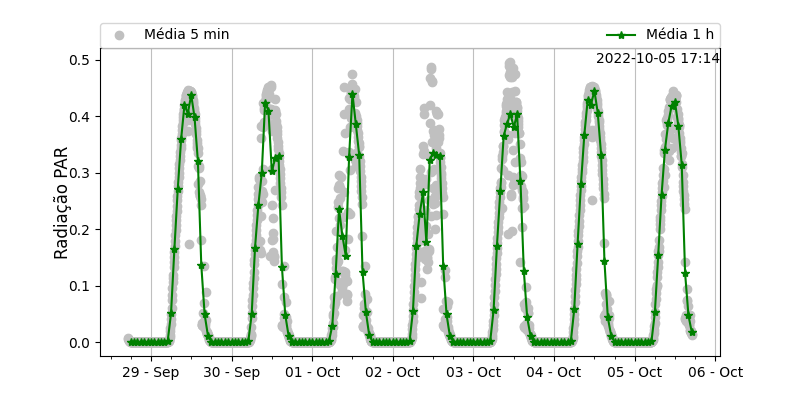 Média 5 min
Média 1 h
2022-10-05 17:14
Radiação PAR
0.5
0.4
0.3
0.2
0.1
0.0
29 - Sep
30 - Sep
01 - Oct
02 - Oct
03 - Oct
04 - Oct
05 - Oct
06 - Oct